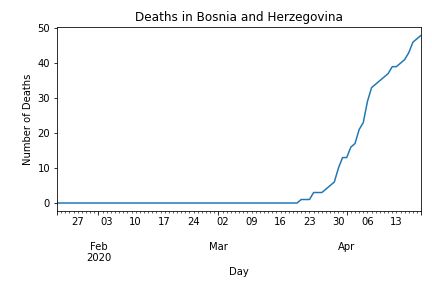 Deaths in Bosnia and Herzegovina
50
40
30
20
10
0
Number of Deaths
27 03 10 17 24 02 09 16 23 30 06 13
Feb Mar Apr
2020
Day